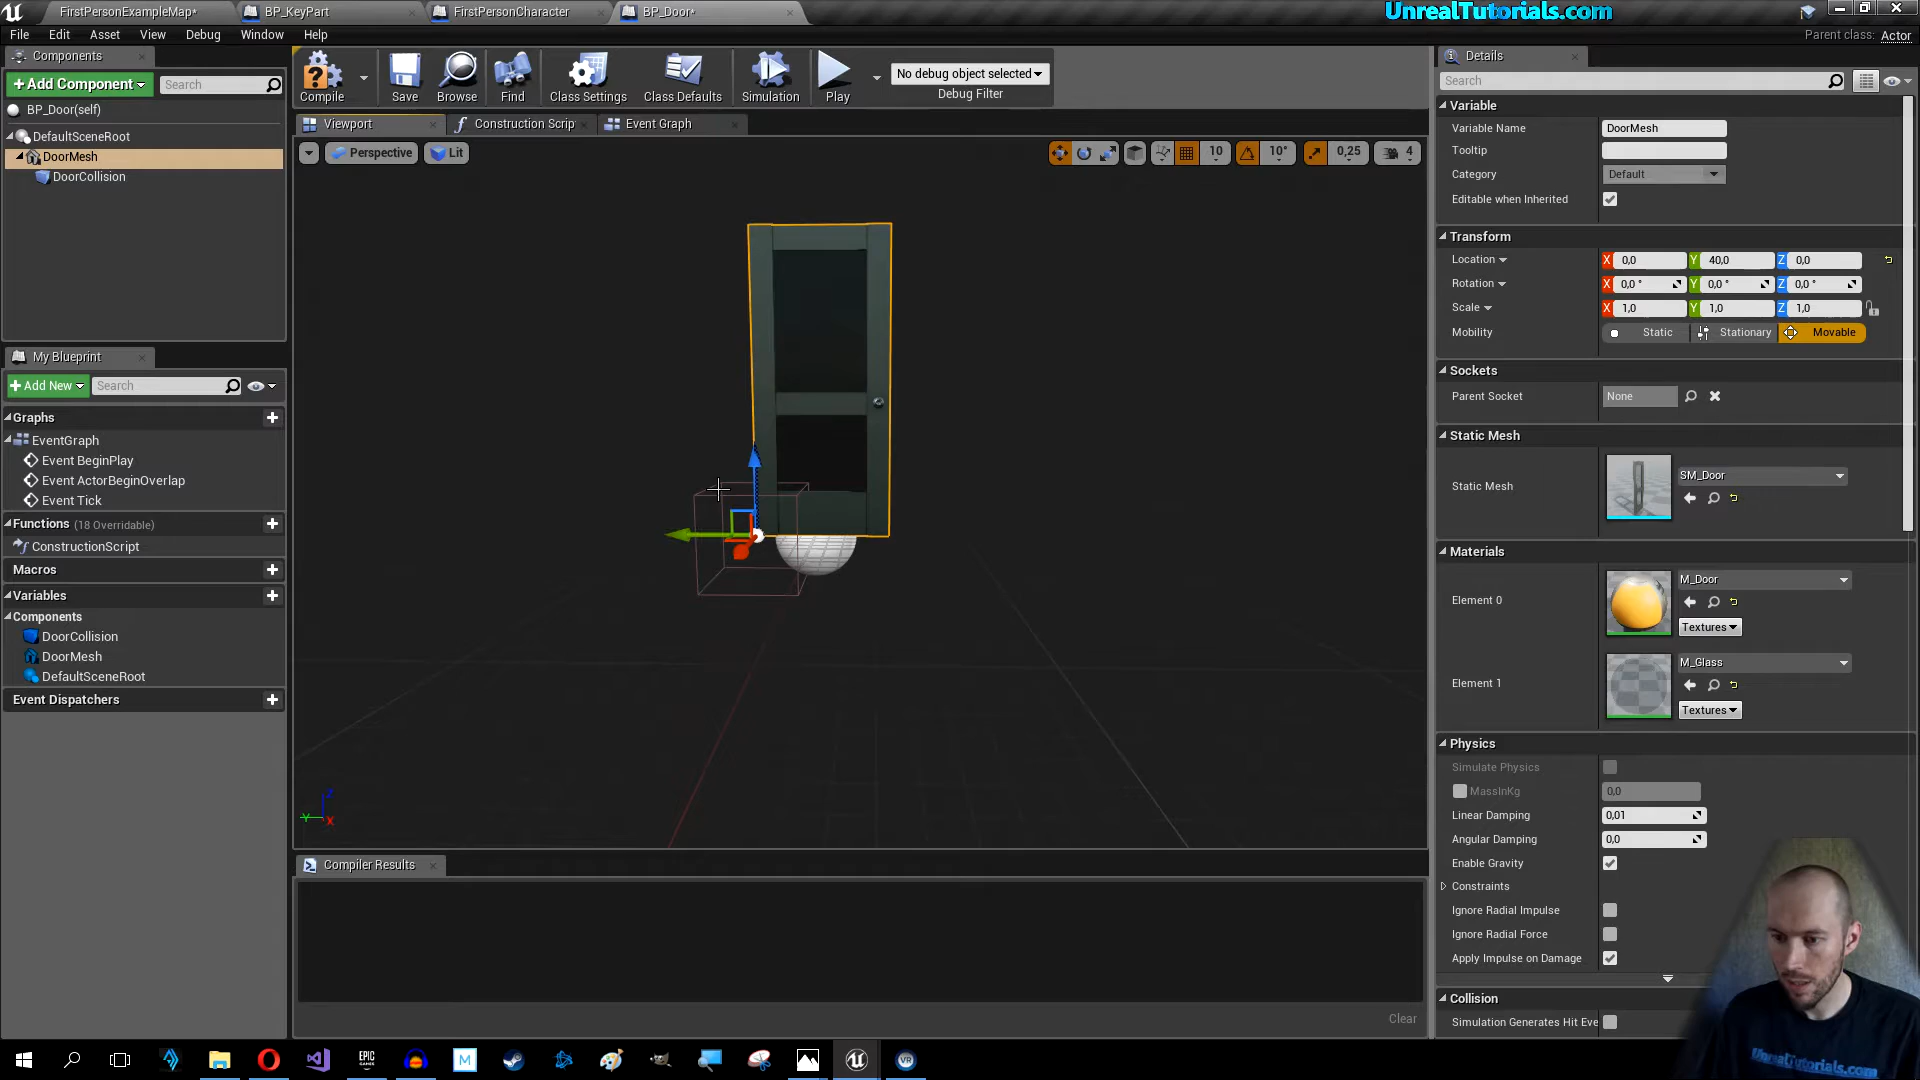 FirstPersonExampleMap*
BP_KeyPart
FirstPersonCharacter
BP_Door*
UnrealTutorials.com
File Edit Asset View Debug Window Help
Parent class: Actor
Components
+Add Component
Search
BP_Door(self)
DefaultSceneRoot
DoorMesh
DoorCollision
My Blueprint
+Add New
Search
Graphs
EventGraph
Event BeginPlay
Event ActorBeginOverlap
Event Tick
Functions (18 Overridable)
ConstructionScript
Macros
Variables
Components
DoorCollision
DoorMesh
DefaultSceneRoot
Event Dispatchers
Compile
Save
Browse
Find
Class Settings
Class Defaults
Simulation
Play
No debug object selected
Debug Filter
Viewport
Construction Scrip
Event Graph
Perspective
Lit
10
10°
0,25
4
Z
Y
X
Compiler Results
Clear
Details
Search
Variable
Variable Name DoorMesh
Tooltip
Category Default
Editable when Inherited
Transform
Location X 0,0 Y 40,0 Z 0,0
Rotation X 0,0 ° Y 0,0 ° Z 0,0 °
Scale X 1,0 Y 1,0 Z 1,0
Mobility Static Stationary Movable
Sockets
Parent Socket None
Static Mesh
Static Mesh SM_Door
Materials
Element 0 M_Door
Textures
Element 1 M_Glass
Textures
Physics
Simulate Physics
MassInKg 0,0
Linear Damping 0,01
Angular Damping 0,0
Enable Gravity
Constraints
Ignore Radial Impulse
Ignore Radial Force
Apply Impulse on Damage
Collision
Simulation Generates Hit Eve
EPIC GAMES
M
VR
UnrealTutorials.com